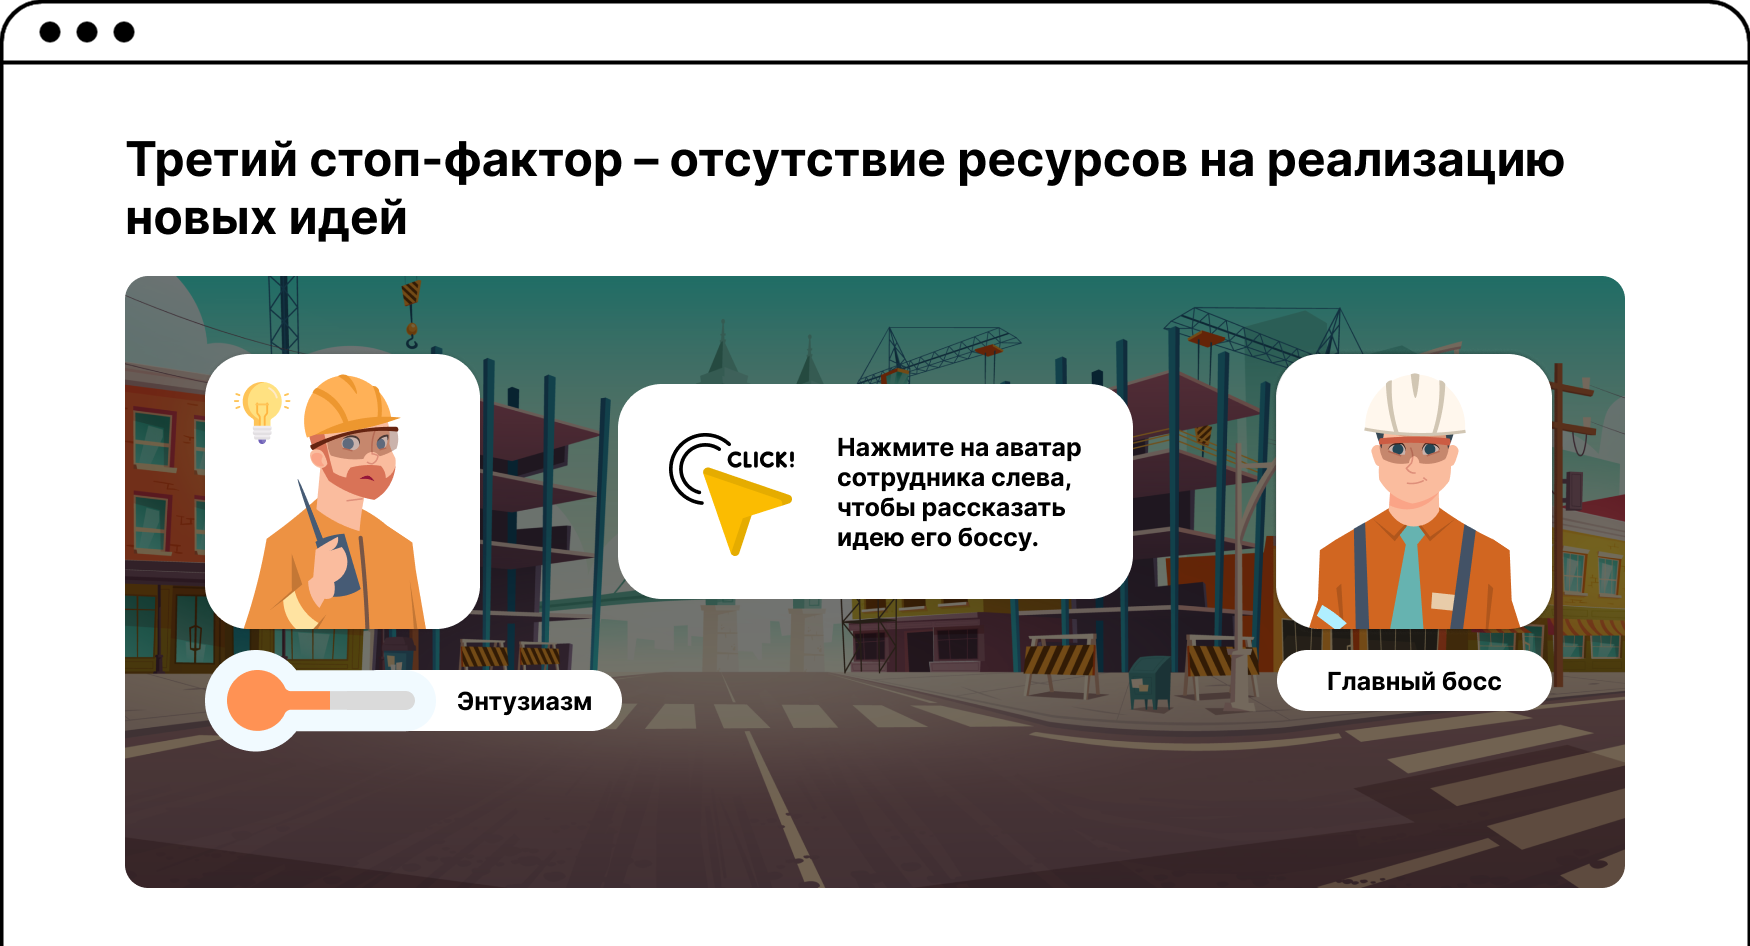 Третий стоп-фактор – отсутствие ресурсов на реализацию
новых идей
CLICK!
Нажмите на аватар
сотрудника слева,
чтобы рассказать
идею его боссу.
Энтузиазм
Главный босс